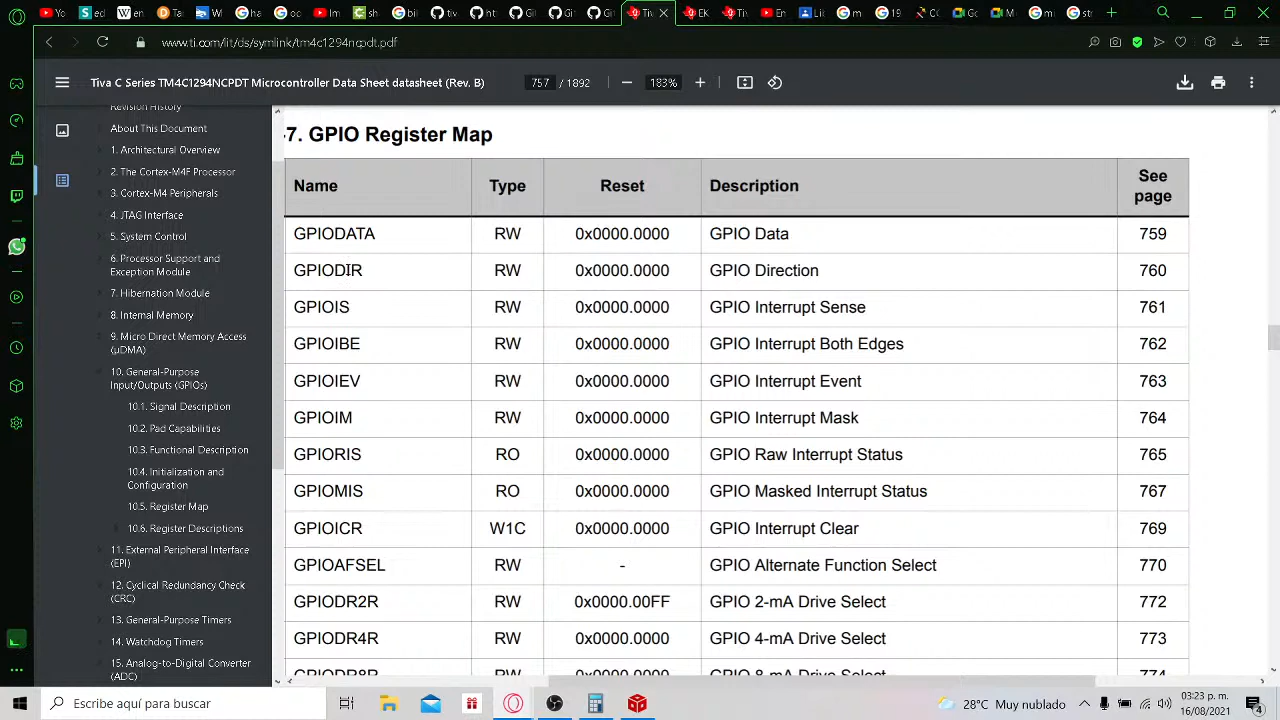 www.ti.com/lit/ds/symlink/tm4c1294ncpdt.pdf
Tiva C Series TM4C1294NCPDT Microcontroller Data Sheet datasheet (Rev. B)
757 / 1892
183%
Revision History
About This Document
1. Architectural Overview
2. The Cortex-M4F Processor
3. Cortex-M4 Peripherals
4. JTAG Interface
5. System Control
6. Processor Support and
Exception Module
7. Hibernation Module
8. Internal Memory
9. Micro Direct Memory Access
(μDMA)
10. General-Purpose
Input/Outputs (GPIOs)
10.1. Signal Description
10.2. Pad Capabilities
10.3. Functional Description
10.4. Initialization and
Configuration
10.5. Register Map
10.6. Register Descriptions
11. External Peripheral Interface
(EPI)
12. Cyclical Redundancy Check
(CRC)
13. General-Purpose Timers
14. Watchdog Timers
15. Analog-to-Digital Converter
(ADC)
7. GPIO Register Map
Name Type Reset Description See page
GPIODATA RW 0x0000.0000 GPIO Data 759
GPIODIR RW 0x0000.0000 GPIO Direction 760
GPIOIS RW 0x0000.0000 GPIO Interrupt Sense 761
GPIOIBE RW 0x0000.0000 GPIO Interrupt Both Edges 762
GPIOIEV RW 0x0000.0000 GPIO Interrupt Event 763
GPIOIM RW 0x0000.0000 GPIO Interrupt Mask 764
GPIORIS RO 0x0000.0000 GPIO Raw Interrupt Status 765
GPIOMIS RO 0x0000.0000 GPIO Masked Interrupt Status 767
GPIOICR W1C 0x0000.0000 GPIO Interrupt Clear 769
GPIOAFSEL RW - GPIO Alternate Function Select 770
GPIODR2R RW 0x0000.00FF GPIO 2-mA Drive Select 772
GPIODR4R RW 0x0000.0000 GPIO 4-mA Drive Select 773
GPIODR8R RW 0x0000.0000 GPIO 8-mA Drive Select 774
Escribe aquí para buscar
28°C Muy nublado
03:23 p. m.
16/08/2021
4